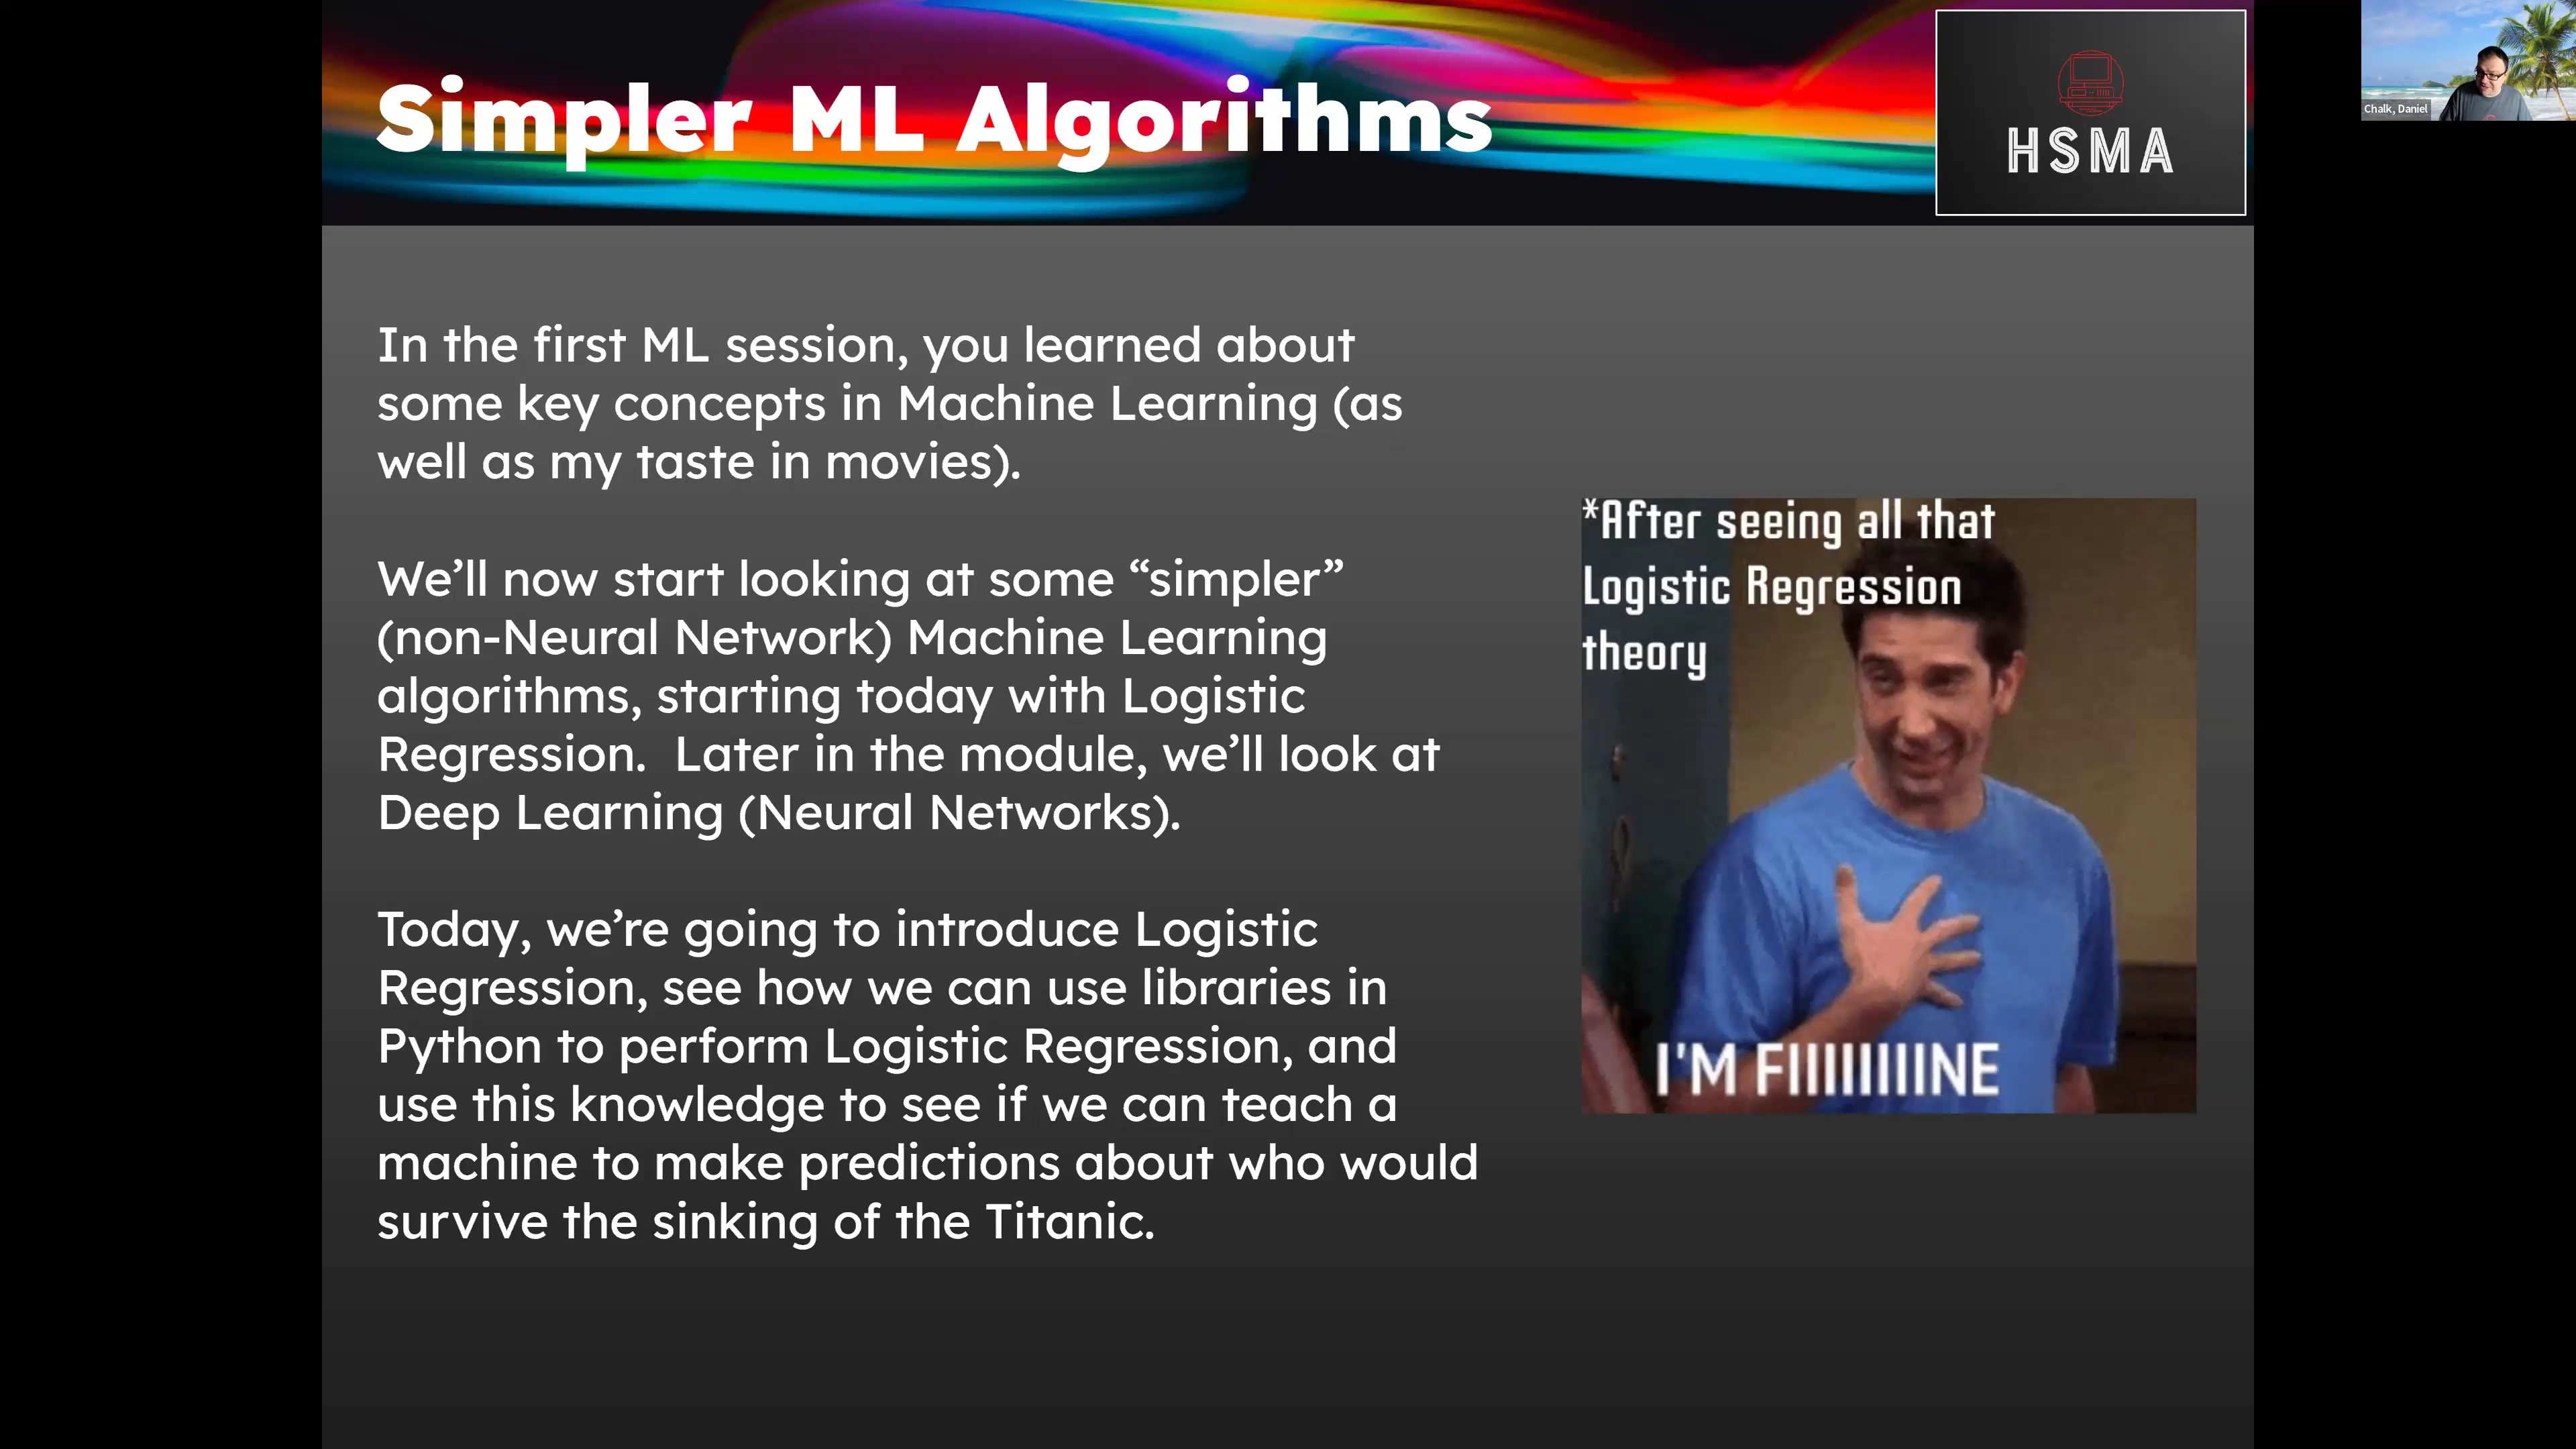 Simpler ML Algorithms
HSMA
Chalk, Daniel
In the first ML session, you learned about
some key concepts in Machine Learning (as
well as my taste in movies).
We’ll now start looking at some “simpler”
(non-Neural Network) Machine Learning
algorithms, starting today with Logistic
Regression.  Later in the module, we’ll look at
Deep Learning (Neural Networks).
Today, we’re going to introduce Logistic
Regression, see how we can use libraries in
Python to perform Logistic Regression, and
use this knowledge to see if we can teach a
machine to make predictions about who would
survive the sinking of the Titanic.
*After seeing all that
Logistic Regression
theory
I'M FIIIIIIIINE